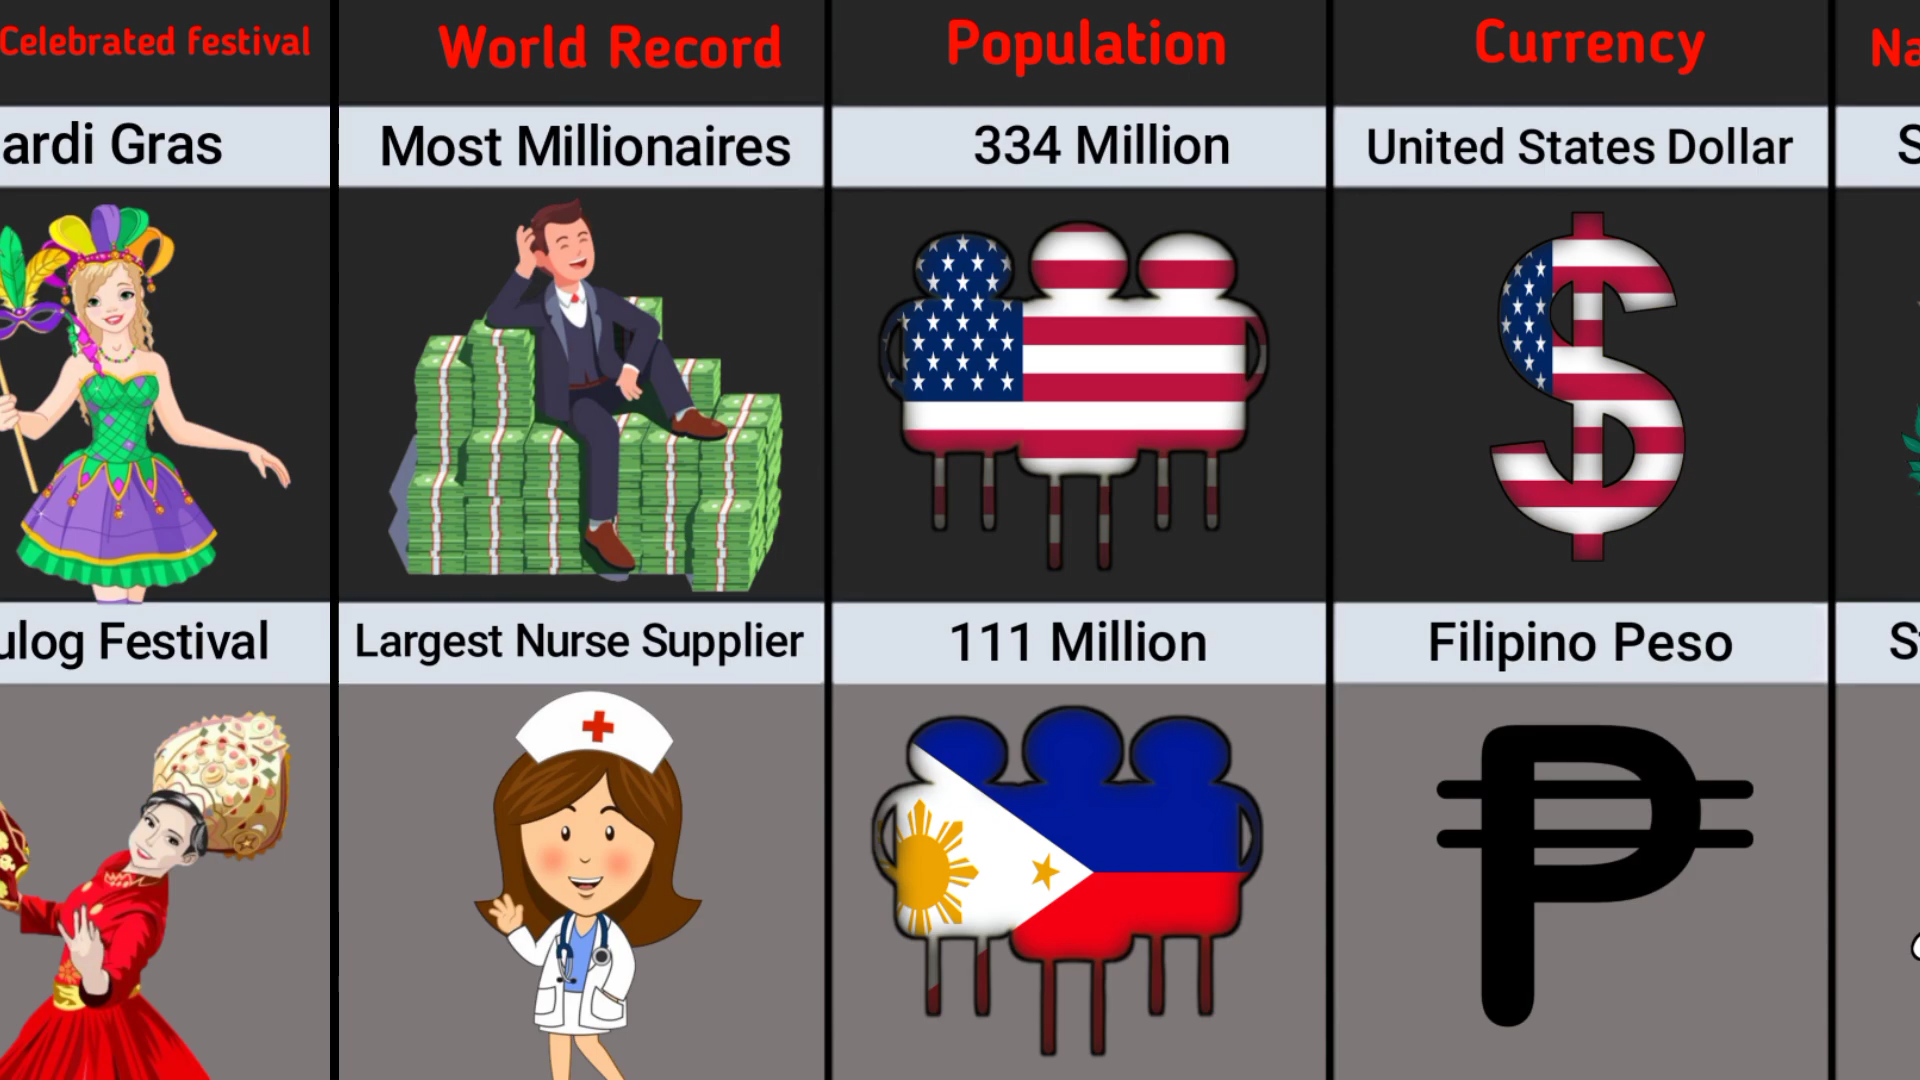 Celebrated festival
World Record
Population
Currency
ardi Gras
Most Millionaires
334 Million
United States Dollar
ulog Festival
Largest Nurse Supplier
111 Million
Filipino Peso